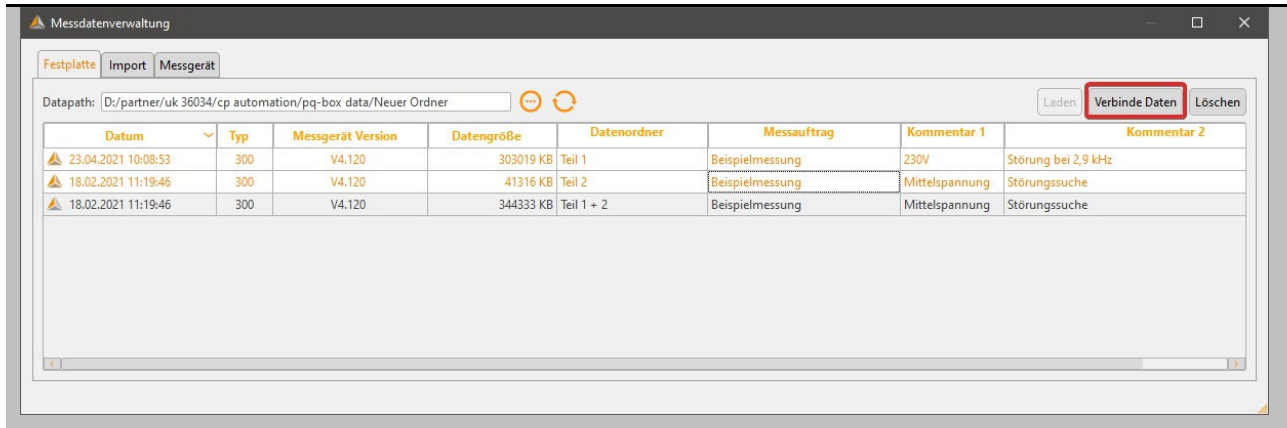 Messdatenverwaltung
Festplatte Import Messgerät
Datapath: D:/partner/uk 36034/cp automation/pq-box data/Neuer Ordner Laden Verbinde Daten Löschen
Datum Typ Messgerät Version Datengröße Datenordner Messauftrag Kommentar 1 Kommentar 2
23.04.2021 10:08:53 300 V4.120 303019 KB Teil 1 Beispielmessung 230V Störung bei 2,9 kHz
18.02.2021 11:19:46 300 V4.120 41316 KB Teil 2 Beispielmessung Mittelspannung Störungssuche
18.02.2021 11:19:46 300 V4.120 344333 KB Teil 1 + 2 Beispielmessung Mittelspannung Störungssuche